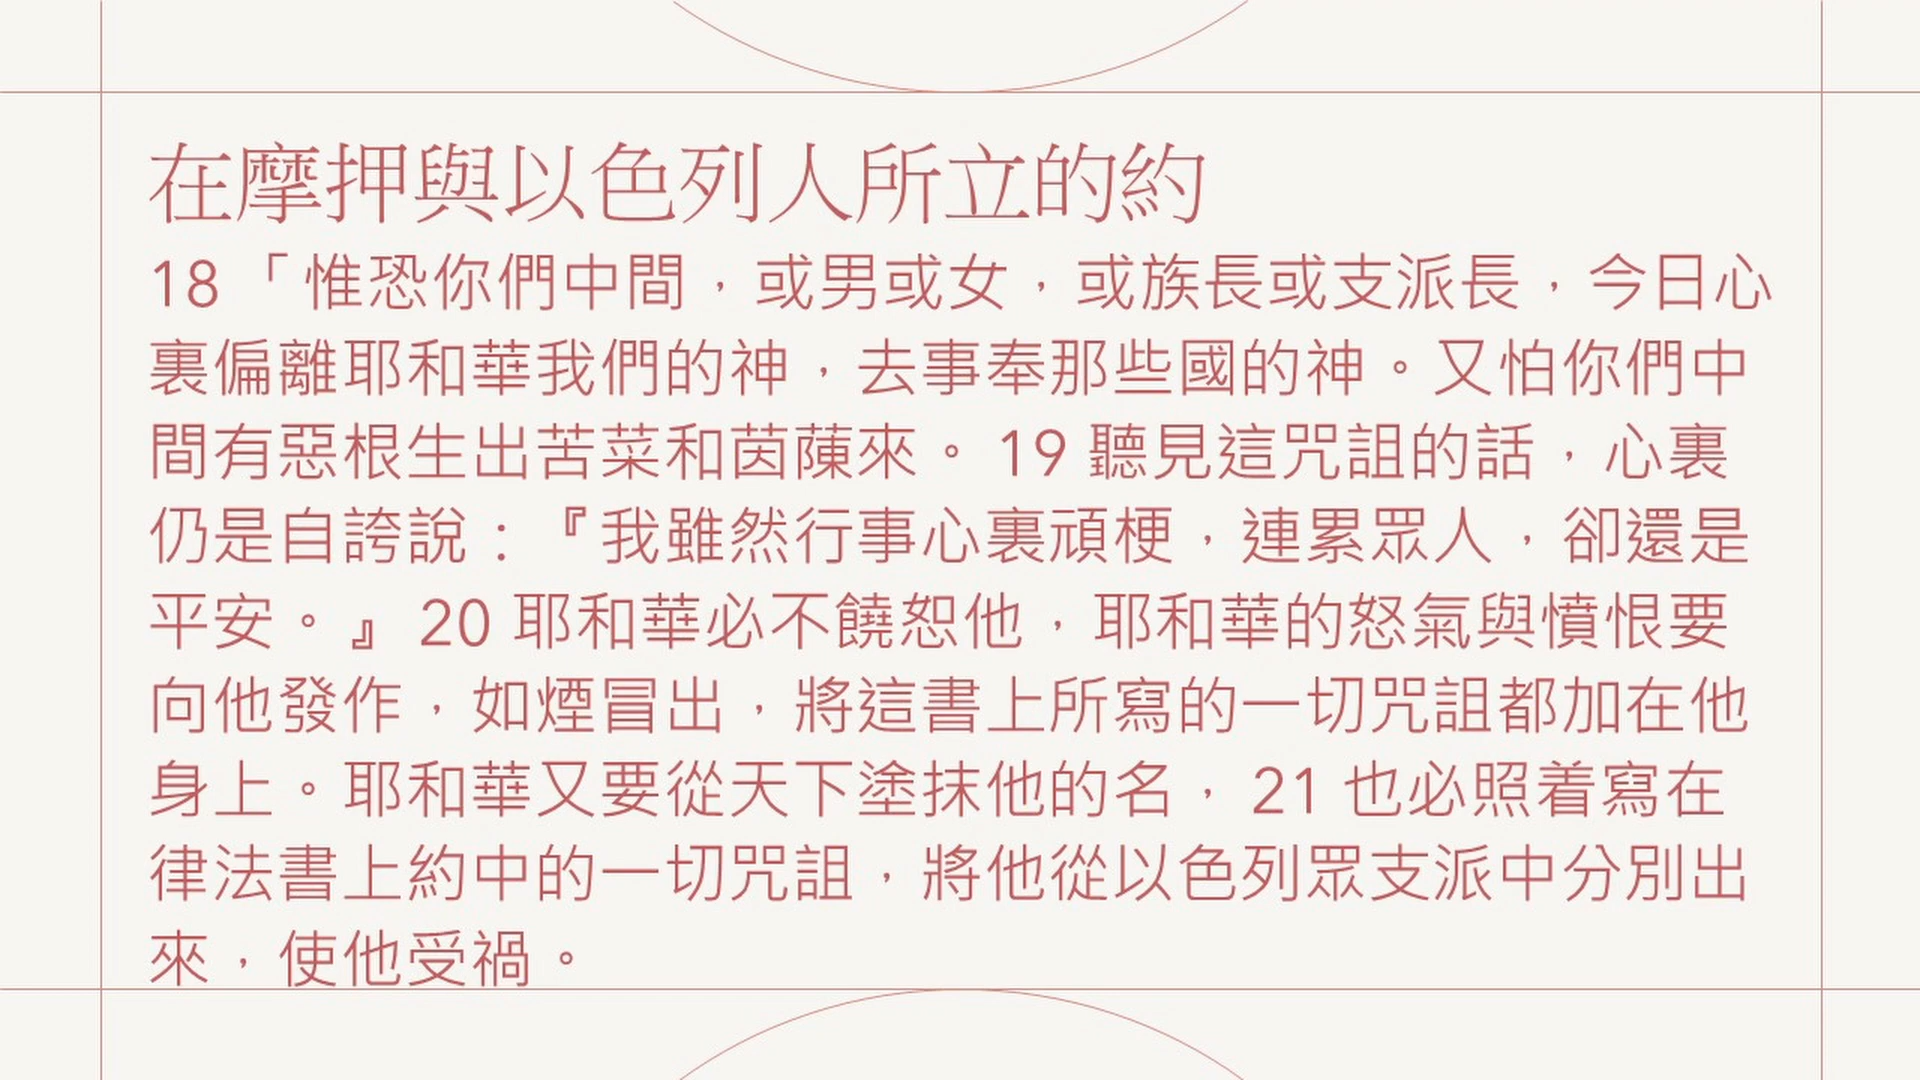 在摩押與以色列人所立的約
18 「惟恐你們中間，或男或女，或族長或支派長，今日心
裏偏離耶和華我們的神，去事奉那些國的神。又怕你們中
間有惡根生出苦菜和茵蔯來。19 聽見這咒詛的話，心裏
仍是自誇說：『我雖然行事心裏頑梗，連累眾人，卻還是
平安。』 20 耶和華必不饒恕他，耶和華的怒氣與憤恨要
向他發作，如煙冒出，將這書上所寫的一切咒詛都加在他
身上。耶和華又要從天下塗抹他的名，21 也必照着寫在
律法書上約中的一切咒詛，將他從以色列眾支派中分別出
來，使他受禍。